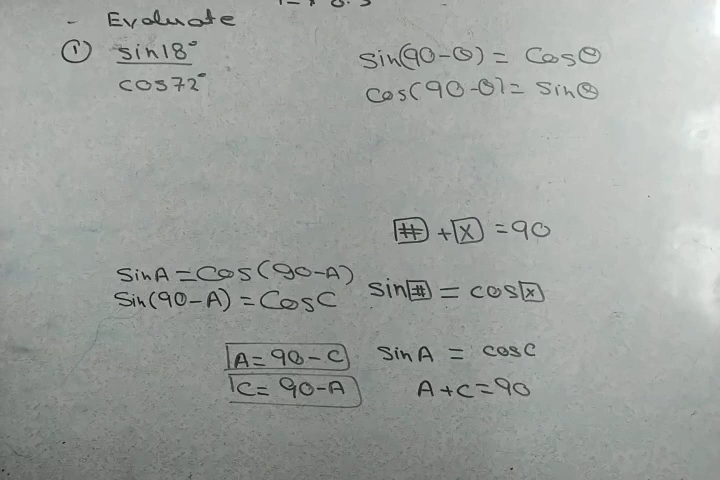 - Evaluate
① sin18°
cos72°
sin(90-θ) = Cosθ
Cos(90-θ) = Sinθ
# + x = 90
SinA = Cos(90-A)
Sin(90-A) = CosC
sin# = cosx
A = 90-C
C = 90-A
sinA = cosC
A+C=90